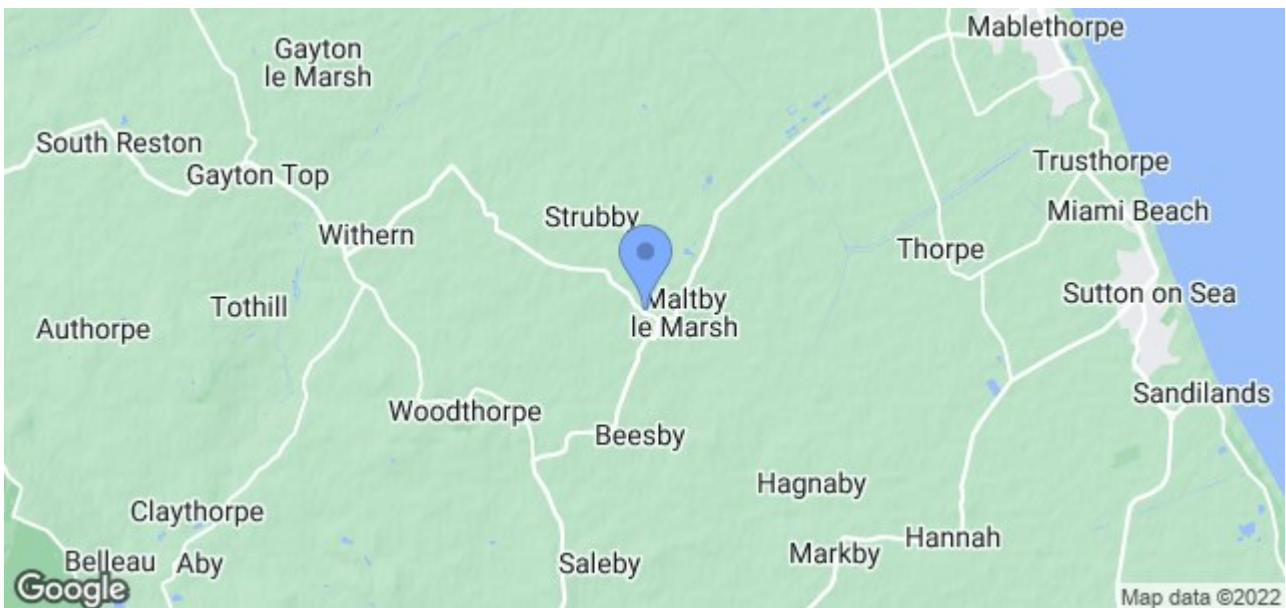 Mablethorpe
Gayton
le Marsh
South Reston
Gayton Top
Trusthorpe
Strubby
Miami Beach
Withern
Thorpe
Tothill
Maltby
le Marsh
Sutton on Sea
Authorpe
Sandilands
Woodthorpe
Beesby
Hagnaby
Claythorpe
Hannah
Markby
Belleau
Aby
Saleby
Google
Map data ©2022